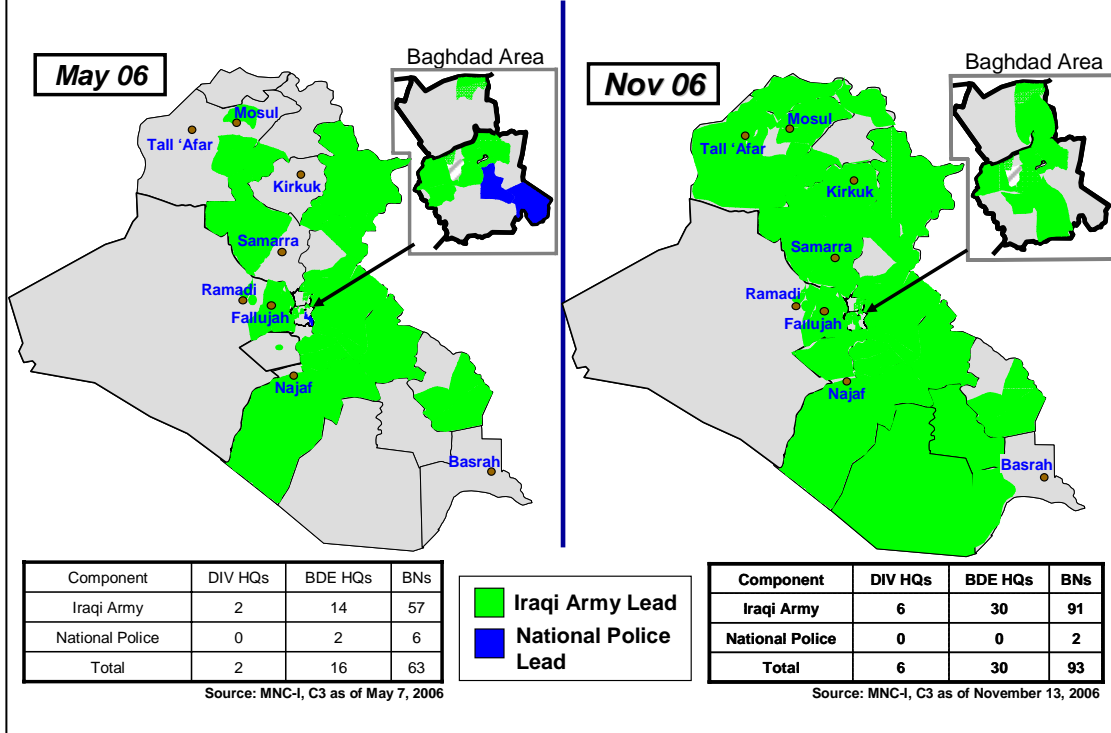 May 06
Baghdad Area
Mosul
Tall ‘Afar
Kirkuk
Samarra
Ramadi
Fallujah
Najaf
Basrah
Nov 06
Baghdad Area
Mosul
Tall ‘Afar
Kirkuk
Samarra
Ramadi
Fallujah
Najaf
Basrah
Component DIV HQs BDE HQs BNs
Iraqi Army 2 14 57
National Police 0 2 6
Total 2 16 63
Source: MNC-I, C3 as of May 7, 2006
Iraqi Army Lead
National Police
Lead
Component DIV HQs BDE HQs BNs
Iraqi Army 6 30 91
National Police 0 0 2
Total 6 30 93
Source: MNC-I, C3 as of November 13, 2006